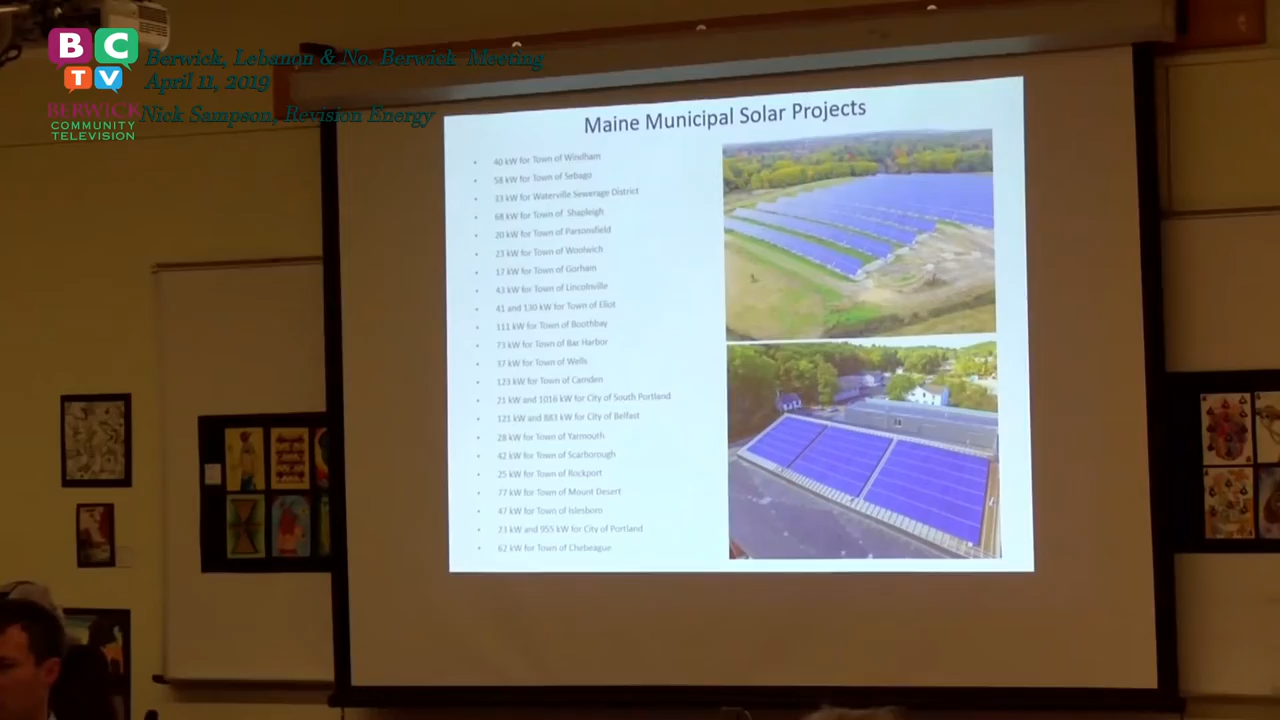 BCTV
BERWICK
COMMUNITY
TELEVISION
Berwick, Lebanon & No. Berwick Meeting
April 11, 2019
Nick Sampson, Revision Energy
Maine Municipal Solar Projects
• 40 kW for Town of Windham
• 58 kW for Town of Sebago
• 33 kW for Waterville Sewerage District
• 68 kW for Town of Shapleigh
• 20 kW for Town of Parsonsfield
• 23 kW for Town of Woolwich
• 17 kW for Town of Gorham
• 43 kW for Town of Lincolnville
• 41 and 130 kW for Town of Eliot
• 111 kW for Town of Boothbay
• 73 kW for Town of Bar Harbor
• 37 kW for Town of Wells
• 123 kW for Town of Camden
• 21 kW and 1016 kW for City of South Portland
• 121 kW and 883 kW for City of Belfast
• 28 kW for Town of Yarmouth
• 42 kW for Town of Scarborough
• 25 kW for Town of Rockport
• 77 kW for Town of Mount Desert
• 47 kW for Town of Islesboro
• 73 kW and 955 kW for City of Portland
• 62 kW for Town of Chebeague